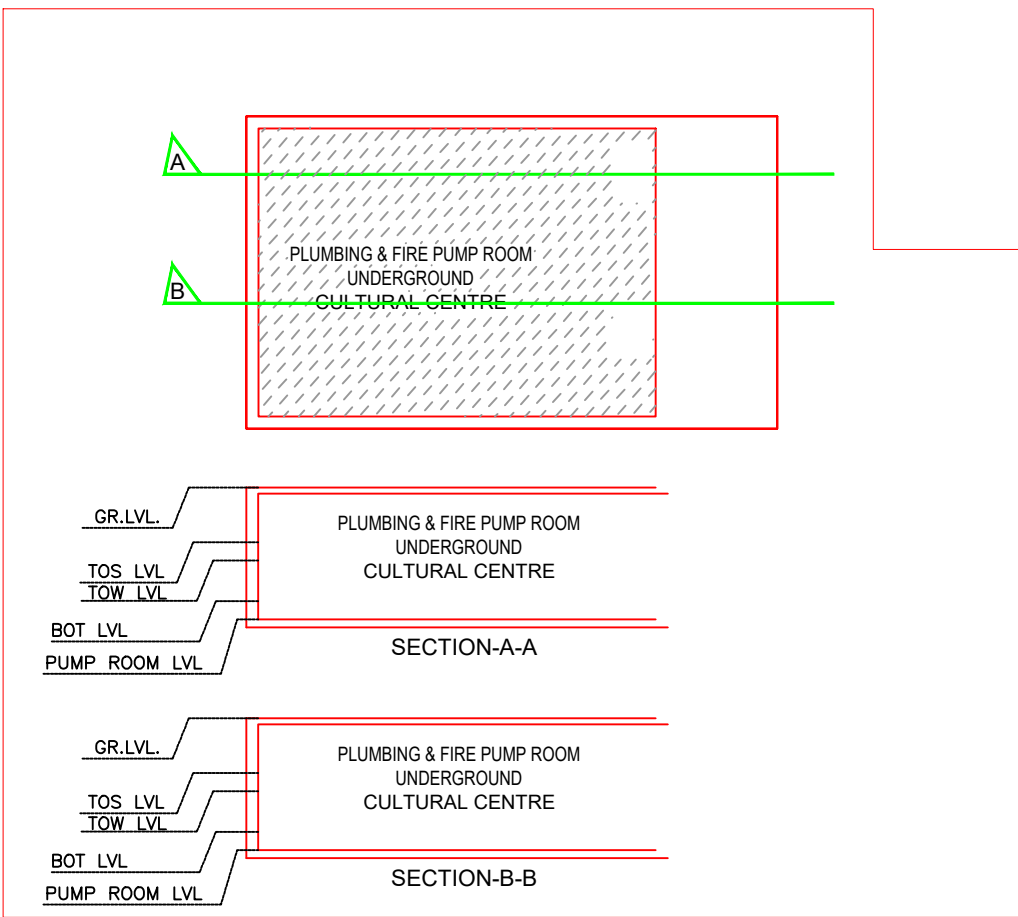 A
B
PLUMBING & FIRE PUMP ROOM
UNDERGROUND
CULTURAL CENTRE
GR.LVL.
TOS LVL
TOW LVL
BOT LVL
PUMP ROOM LVL
PLUMBING & FIRE PUMP ROOM
UNDERGROUND
CULTURAL CENTRE
SECTION-A-A
GR.LVL.
TOS LVL
TOW LVL
BOT LVL
PUMP ROOM LVL
PLUMBING & FIRE PUMP ROOM
UNDERGROUND
CULTURAL CENTRE
SECTION-B-B